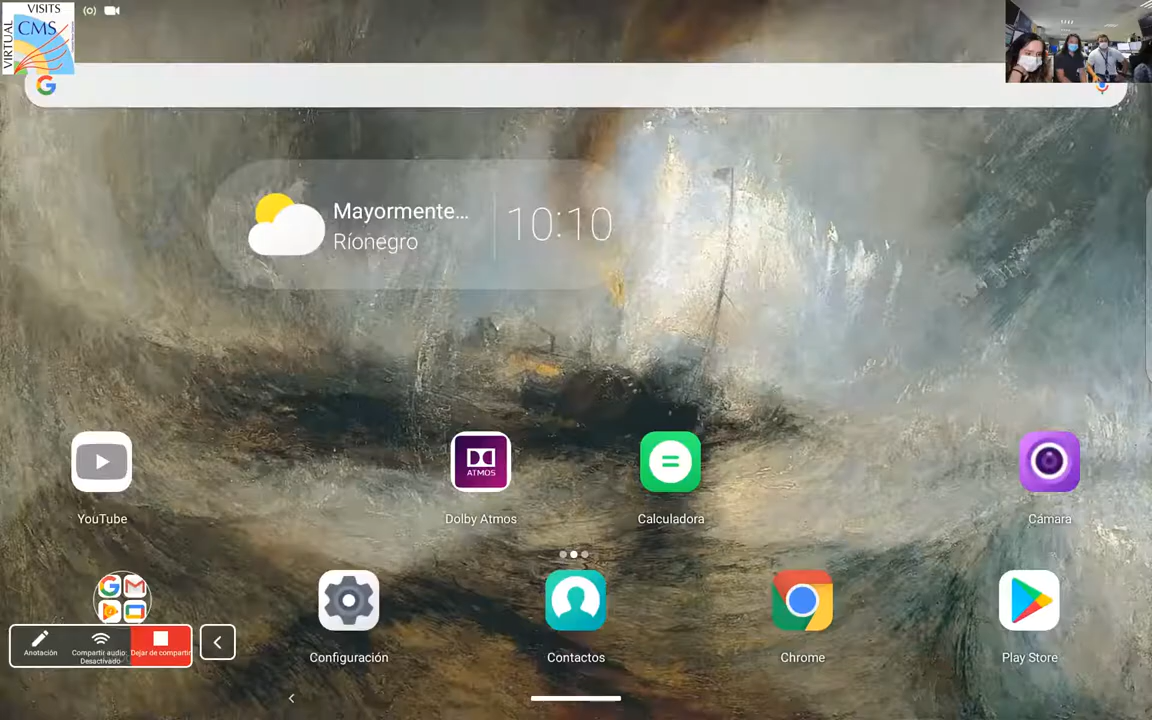 VISITS
VIRTUAL
CMS
Mayormente...
Ríonegro
10:10
ATMOS
YouTube
Dolby Atmos
Calculadora
Cámara
Anotación
Compartir audio:
Desactivado
Dejar de compartir
Configuración
Contactos
Chrome
Play Store